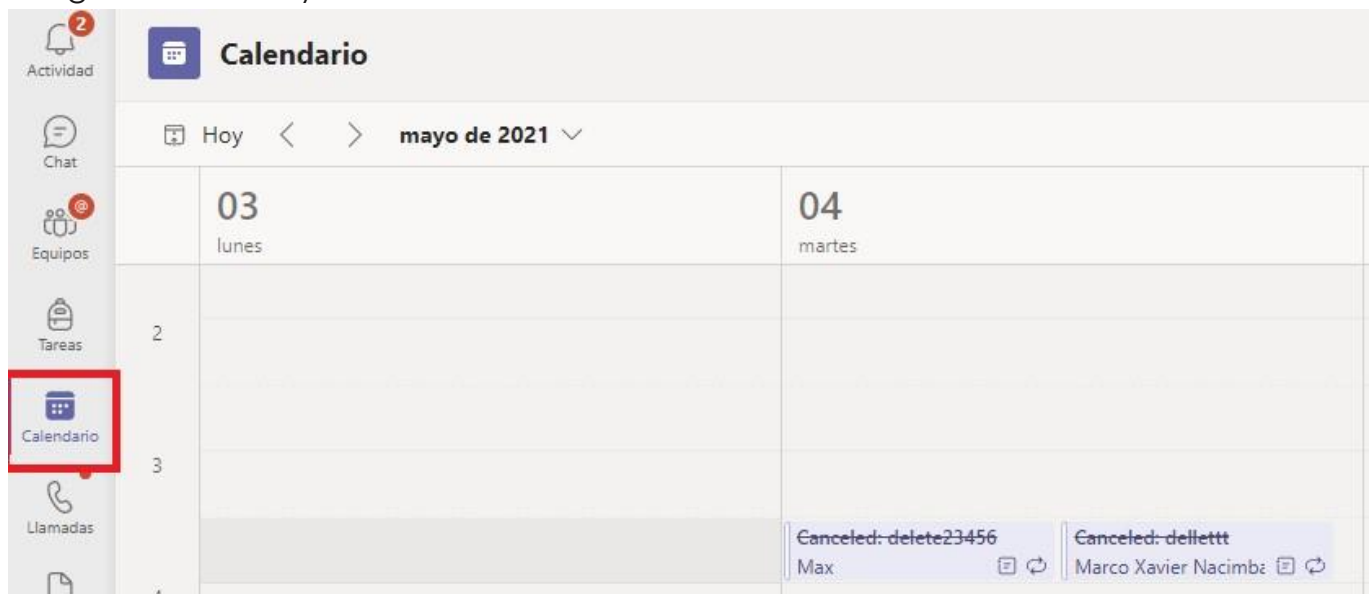 2
Actividad
Calendario
Chat
Hoy < > mayo de 2021
@
Equipos
03
lunes
04
martes
Tareas
2
Calendario
3
Llamadas
Canceled: delete23456
Max
Canceled: dellettt
Marco Xavier Nacimba